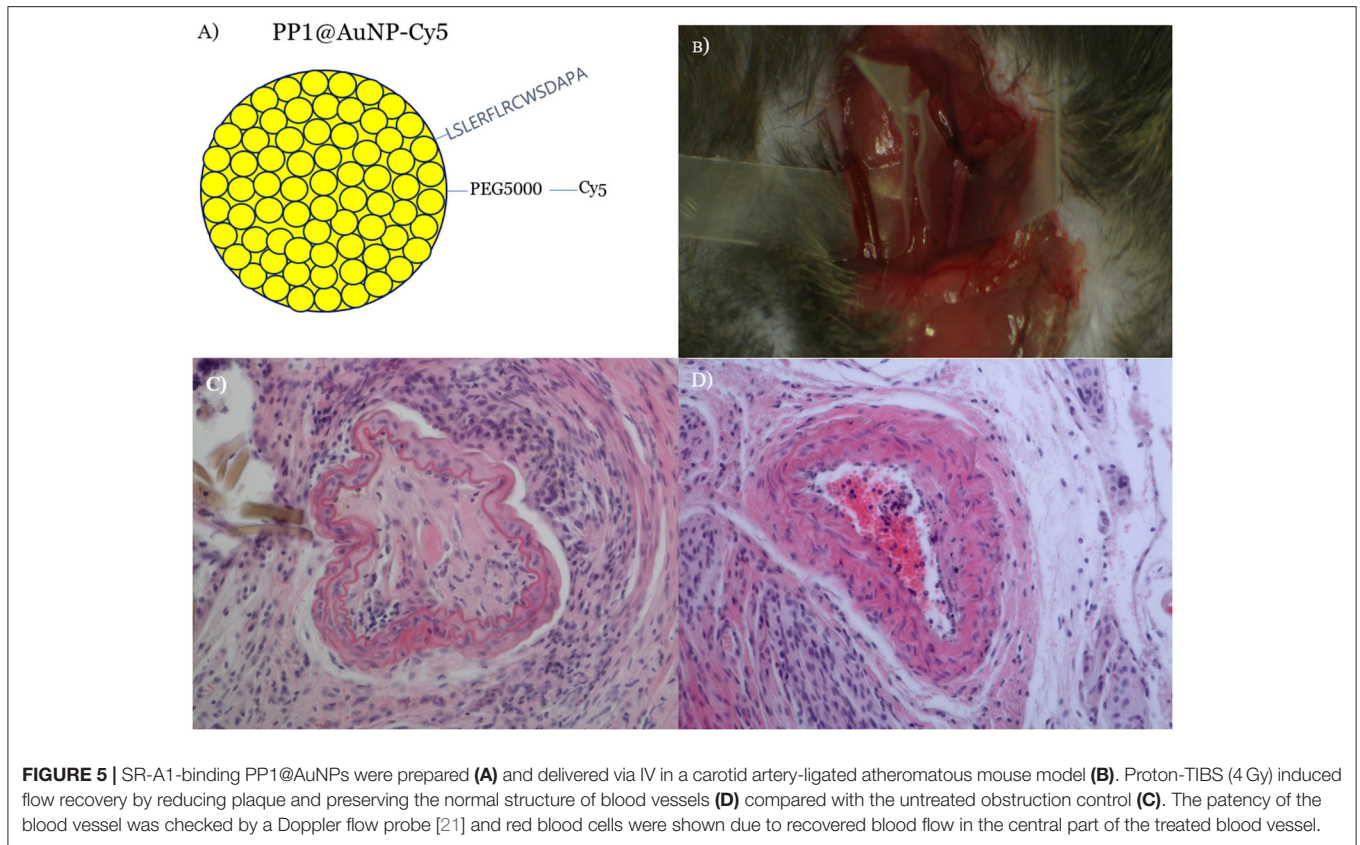 A) PP1@AuNP-Cy5
LSLERFLRCWSDAPA
PEG5000 Cy5
B)
C)
D)
FIGURE 5 | SR-A1-binding PP1@AuNPs were prepared (A) and delivered via IV in a carotid artery-ligated atheromatous mouse model (B). Proton-TIBS (4 Gy) induced
flow recovery by reducing plaque and preserving the normal structure of blood vessels (D) compared with the untreated obstruction control (C). The patency of the
blood vessel was checked by a Doppler flow probe [21] and red blood cells were shown due to recovered blood flow in the central part of the treated blood vessel.